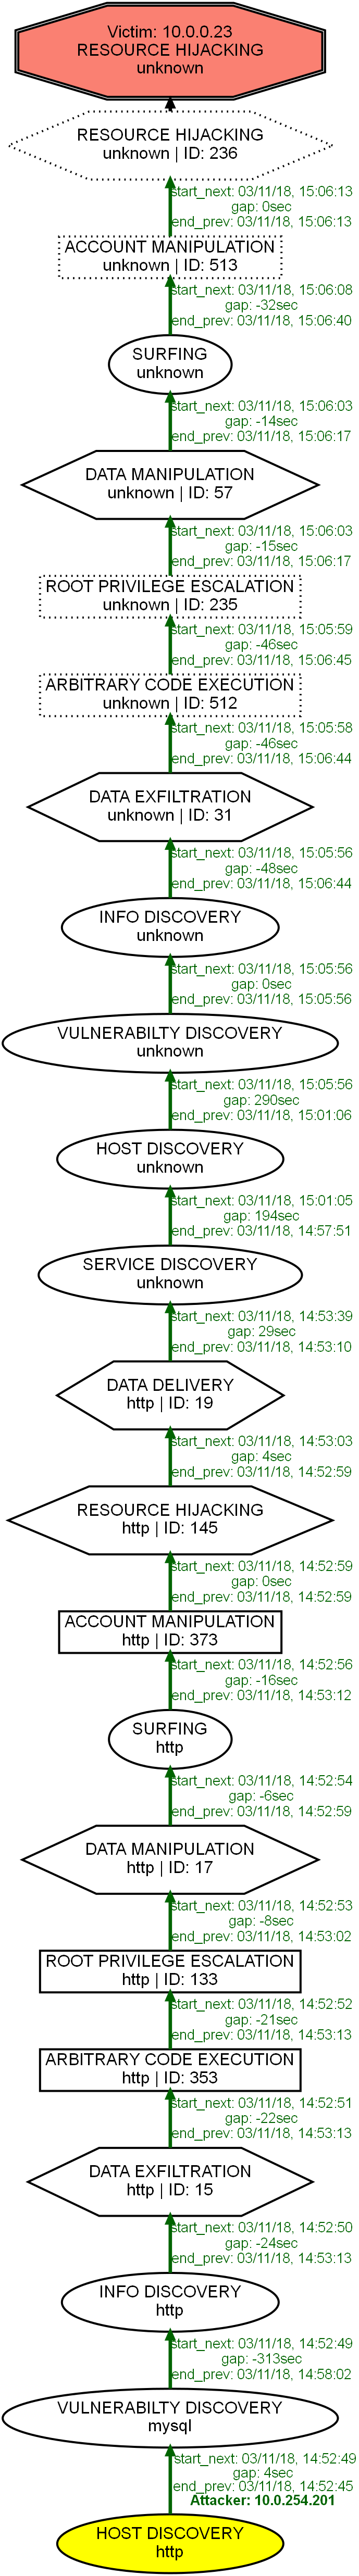 Victim: 10.0.0.23
RESOURCE HIJACKING
unknown
RESOURCE HIJACKING
unknown | ID: 236
start_next: 03/11/18, 15:06:13
gap: 0sec
end_prev: 03/11/18, 15:06:13
ACCOUNT MANIPULATION
unknown | ID: 513
start_next: 03/11/18, 15:06:08
gap: -32sec
end_prev: 03/11/18, 15:06:40
SURFING
unknown
start_next: 03/11/18, 15:06:03
gap: -14sec
end_prev: 03/11/18, 15:06:17
DATA MANIPULATION
unknown | ID: 57
start_next: 03/11/18, 15:06:03
gap: -15sec
end_prev: 03/11/18, 15:06:17
ROOT PRIVILEGE ESCALATION
unknown | ID: 235
start_next: 03/11/18, 15:05:59
gap: -46sec
end_prev: 03/11/18, 15:06:45
ARBITRARY CODE EXECUTION
unknown | ID: 512
start_next: 03/11/18, 15:05:58
gap: -46sec
end_prev: 03/11/18, 15:06:44
DATA EXFILTRATION
unknown | ID: 31
start_next: 03/11/18, 15:05:56
gap: -48sec
end_prev: 03/11/18, 15:06:44
INFO DISCOVERY
unknown
start_next: 03/11/18, 15:05:56
gap: 0sec
end_prev: 03/11/18, 15:05:56
VULNERABILTY DISCOVERY
unknown
start_next: 03/11/18, 15:05:56
gap: 290sec
end_prev: 03/11/18, 15:01:06
HOST DISCOVERY
unknown
start_next: 03/11/18, 15:01:05
gap: 194sec
end_prev: 03/11/18, 14:57:51
SERVICE DISCOVERY
unknown
start_next: 03/11/18, 14:53:39
gap: 29sec
end_prev: 03/11/18, 14:53:10
DATA DELIVERY
http | ID: 19
start_next: 03/11/18, 14:53:03
gap: 4sec
end_prev: 03/11/18, 14:52:59
RESOURCE HIJACKING
http | ID: 145
start_next: 03/11/18, 14:52:59
gap: 0sec
end_prev: 03/11/18, 14:52:59
ACCOUNT MANIPULATION
http | ID: 373
start_next: 03/11/18, 14:52:56
gap: -16sec
end_prev: 03/11/18, 14:53:12
SURFING
http
start_next: 03/11/18, 14:52:54
gap: -6sec
end_prev: 03/11/18, 14:52:59
DATA MANIPULATION
http | ID: 17
start_next: 03/11/18, 14:52:53
gap: -8sec
end_prev: 03/11/18, 14:53:02
ROOT PRIVILEGE ESCALATION
http | ID: 133
start_next: 03/11/18, 14:52:52
gap: -21sec
end_prev: 03/11/18, 14:53:13
ARBITRARY CODE EXECUTION
http | ID: 353
start_next: 03/11/18, 14:52:51
gap: -22sec
end_prev: 03/11/18, 14:53:13
DATA EXFILTRATION
http | ID: 15
start_next: 03/11/18, 14:52:50
gap: -24sec
end_prev: 03/11/18, 14:53:13
INFO DISCOVERY
http
start_next: 03/11/18, 14:52:49
gap: -313sec
end_prev: 03/11/18, 14:58:02
VULNERABILTY DISCOVERY
mysql
start_next: 03/11/18, 14:52:49
gap: 4sec
end_prev: 03/11/18, 14:52:45
Attacker: 10.0.254.201
HOST DISCOVERY
http